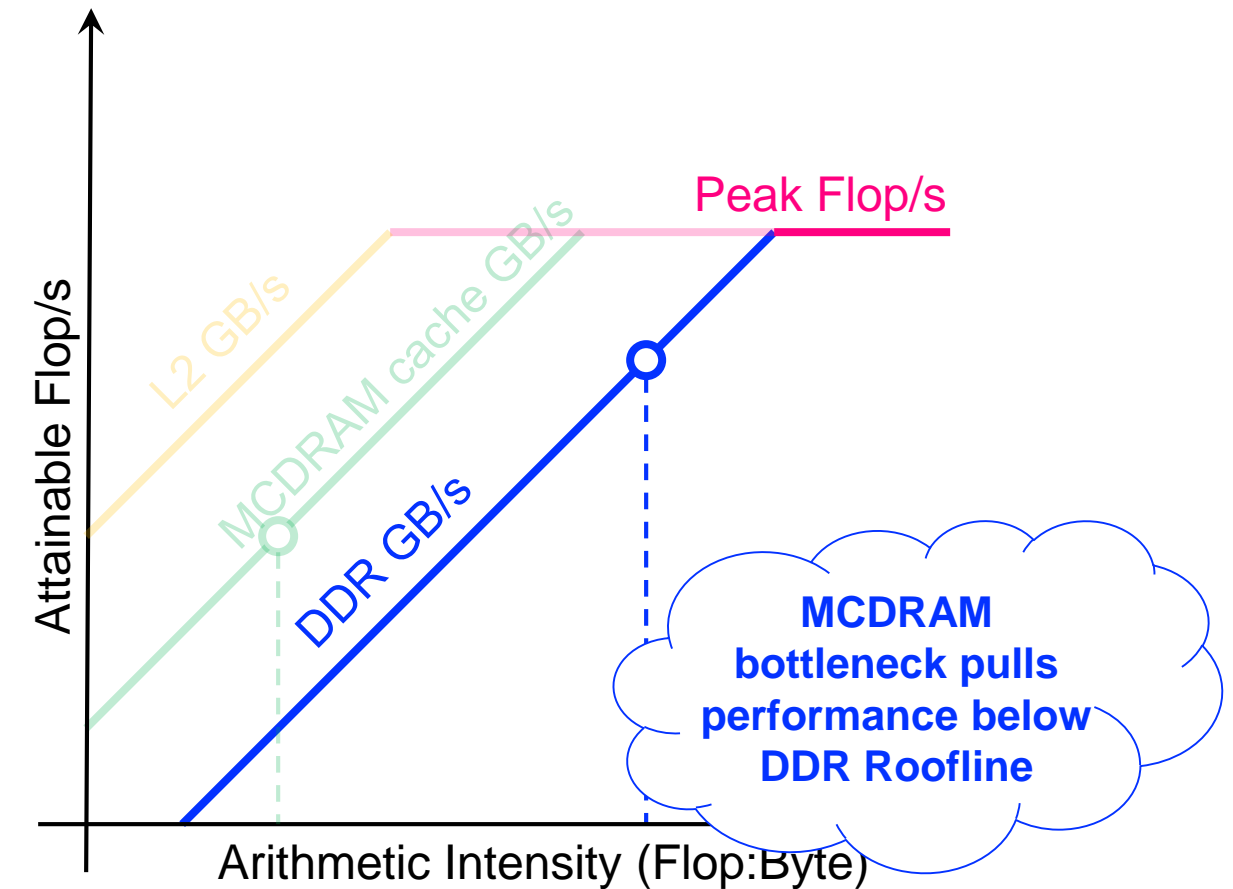 Peak Flop/s
Attainable Flop/s
L2 GB/s
MCDRAM cache GB/s
DDR GB/s
MCDRAM
bottleneck pulls
performance below
DDR Roofline
Arithmetic Intensity (Flop:Byte)